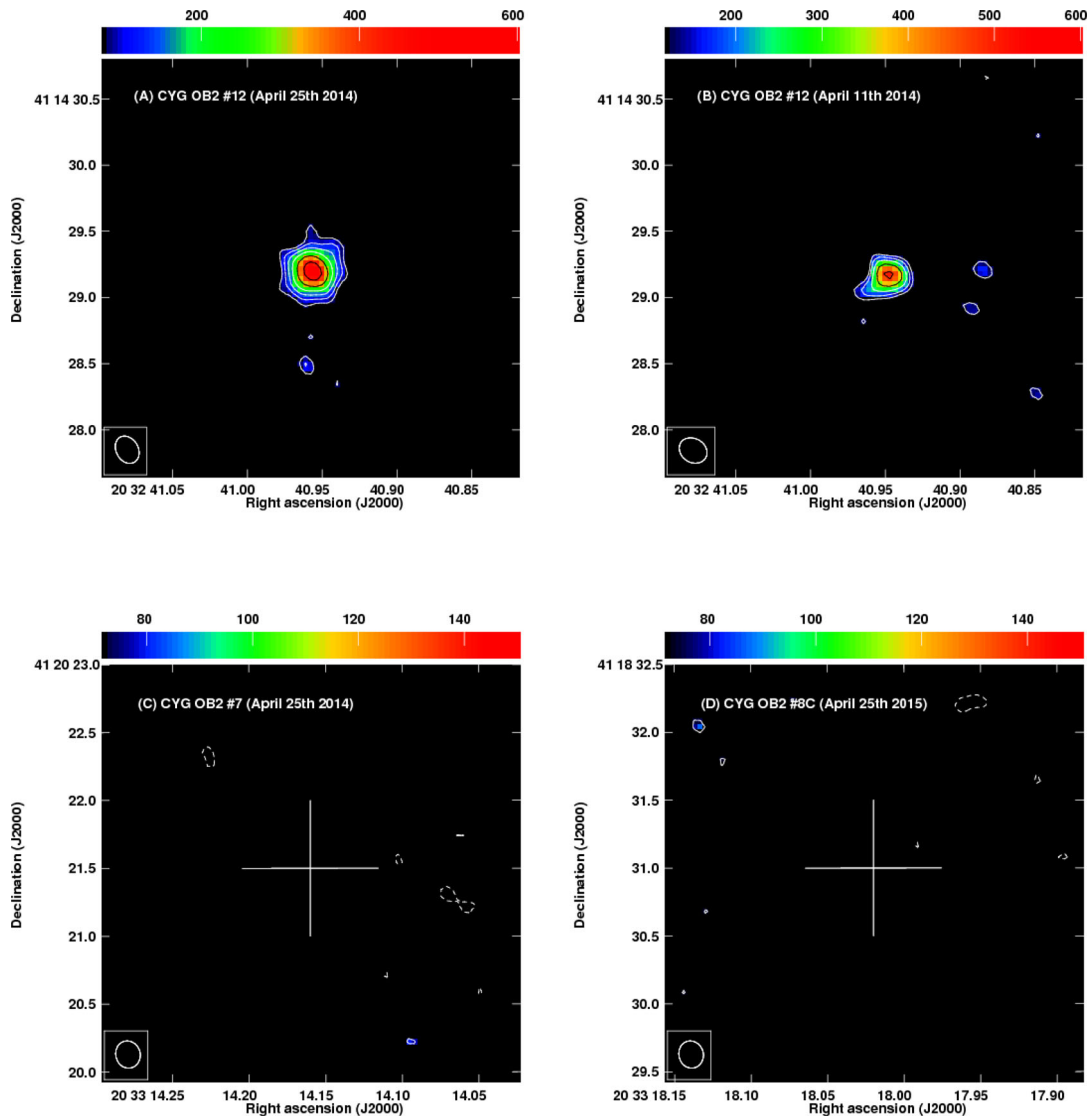 200 400 600
41 14 30.5
(A) CYG OB2 #12 (April 25th 2014)
30.0
29.5
29.0
28.5
28.0
Declination (J2000)
20 32 41.05 41.00 40.95 40.90 40.85
Right ascension (J2000)
200 300 400 500 600
41 14 30.5
(B) CYG OB2 #12 (April 11th 2014)
30.0
29.5
29.0
28.5
28.0
Declination (J2000)
20 32 41.05 41.00 40.95 40.90 40.85
Right ascension (J2000)
80 100 120 140
41 20 23.0
(C) CYG OB2 #7 (April 25th 2014)
22.5
22.0
21.5
21.0
20.5
20.0
Declination (J2000)
20 33 14.25 14.20 14.15 14.10 14.05
Right ascension (J2000)
80 100 120 140
41 18 32.5
(D) CYG OB2 #8C (April 25th 2015)
32.0
31.5
31.0
30.5
30.0
29.5
Declination (J2000)
20 33 18.15 18.10 18.05 18.00 17.95 17.90
Right ascension (J2000)